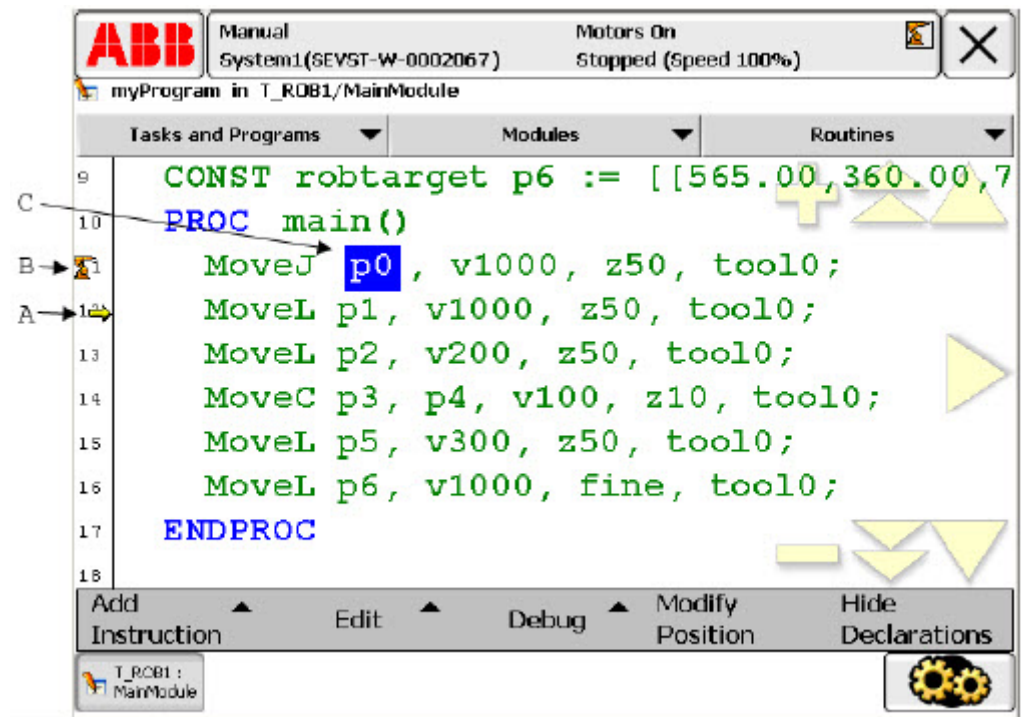 ABB
Manual
System1(SEVST-W-0002067)
Motors On
Stopped (Speed 100%)
myProgram in T_ROB1/MainModule
Tasks and Programs
Modules
Routines
9 CONST robtarget p6 := [[565.00,360.00,7
C
10 PROC main()
B 1 MoveJ p0 , v1000, z50, tool0;
A 12 MoveL p1, v1000, z50, tool0;
13 MoveL p2, v200, z50, tool0;
14 MoveC p3, p4, v100, z10, tool0;
15 MoveL p5, v300, z50, tool0;
16 MoveL p6, v1000, fine, tool0;
17 ENDPROC
18
Add Instruction
Edit
Debug
Modify Position
Hide Declarations
T_ROB1 :
MainModule